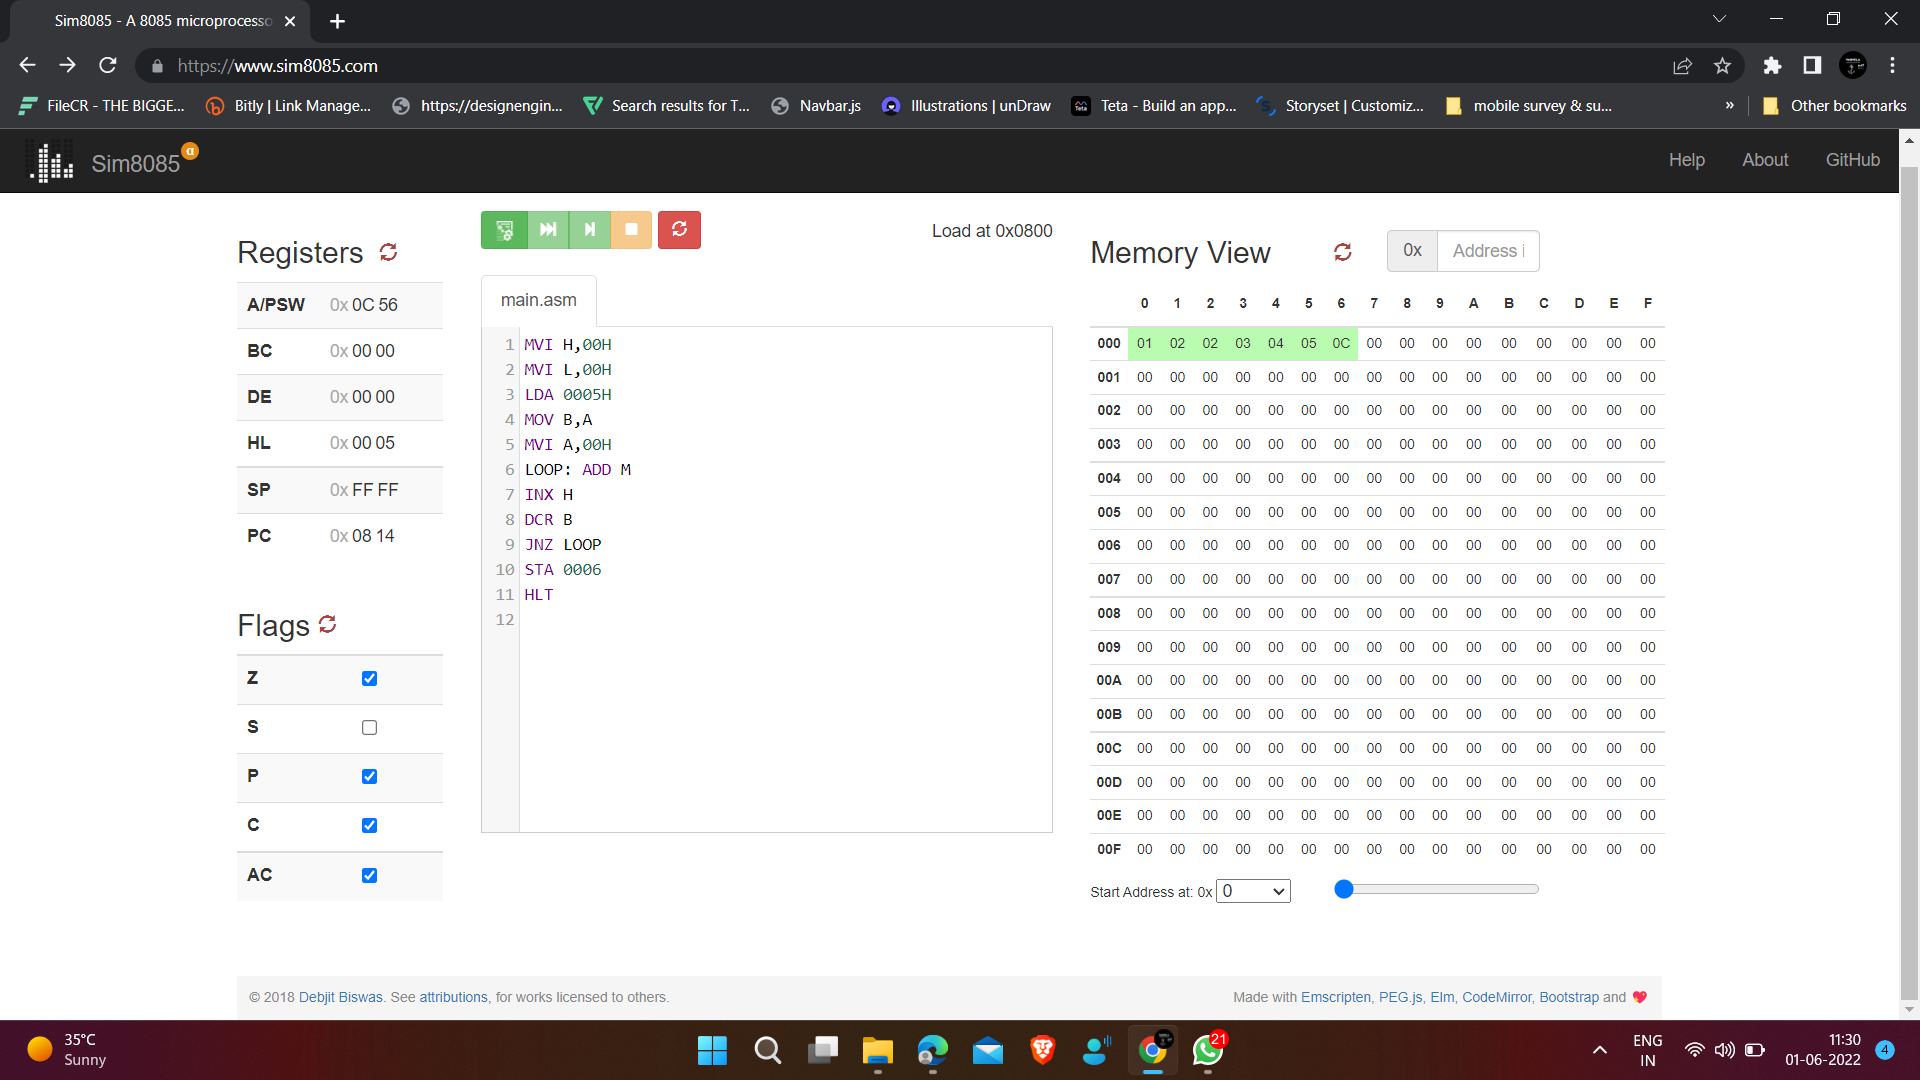 Sim8085 - A 8085 microprocesso
https://www.sim8085.com
FileCR - THE BIGGE...
Bitly | Link Manage...
https://designengin...
Search results for T...
Navbar.js
Illustrations | unDraw
Teta - Build an app...
Storyset | Customiz...
mobile survey & su...
»
Other bookmarks
Sim8085 α
Help
About
GitHub
Registers
A/PSW 0x 0C 56
BC 0x 00 00
DE 0x 00 00
HL 0x 00 05
SP 0x FF FF
PC 0x 08 14
Flags
Z
S
P
C
AC
Load at 0x0800
main.asm
1 MVI H,00H
2 MVI L,00H
3 LDA 0005H
4 MOV B,A
5 MVI A,00H
6 LOOP: ADD M
7 INX H
8 DCR B
9 JNZ LOOP
10 STA 0006
11 HLT
12
Memory View
0x Address i
0 1 2 3 4 5 6 7 8 9 A B C D E F
000 01 02 02 03 04 05 0C 00 00 00 00 00 00 00 00 00
001 00 00 00 00 00 00 00 00 00 00 00 00 00 00 00 00
002 00 00 00 00 00 00 00 00 00 00 00 00 00 00 00 00
003 00 00 00 00 00 00 00 00 00 00 00 00 00 00 00 00
004 00 00 00 00 00 00 00 00 00 00 00 00 00 00 00 00
005 00 00 00 00 00 00 00 00 00 00 00 00 00 00 00 00
006 00 00 00 00 00 00 00 00 00 00 00 00 00 00 00 00
007 00 00 00 00 00 00 00 00 00 00 00 00 00 00 00 00
008 00 00 00 00 00 00 00 00 00 00 00 00 00 00 00 00
009 00 00 00 00 00 00 00 00 00 00 00 00 00 00 00 00
00A 00 00 00 00 00 00 00 00 00 00 00 00 00 00 00 00
00B 00 00 00 00 00 00 00 00 00 00 00 00 00 00 00 00
00C 00 00 00 00 00 00 00 00 00 00 00 00 00 00 00 00
00D 00 00 00 00 00 00 00 00 00 00 00 00 00 00 00 00
00E 00 00 00 00 00 00 00 00 00 00 00 00 00 00 00 00
00F 00 00 00 00 00 00 00 00 00 00 00 00 00 00 00 00
Start Address at: 0x 0
© 2018 Debjit Biswas. See attributions, for works licensed to others.
Made with Emscripten, PEG.js, Elm, CodeMirror, Bootstrap and 💖
35°C
Sunny
21
ENG
IN
11:30
01-06-2022
4